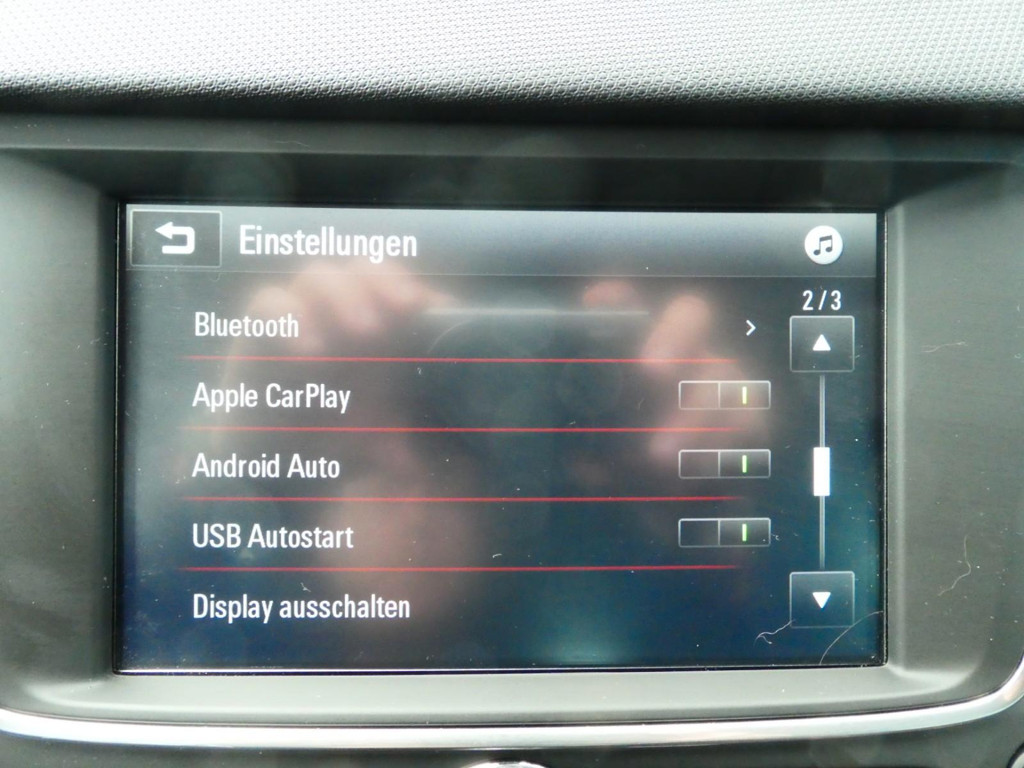 Einstellungen
2/3
Bluetooth
Apple CarPlay
Android Auto
USB Autostart
Display ausschalten